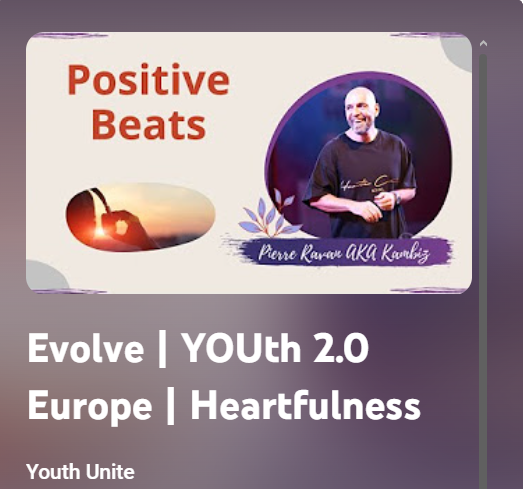 Positive
Beats
Pierre Ravan AKA Kambiz
Evolve | YOUth 2.0
Europe | Heartfulness
Youth Unite